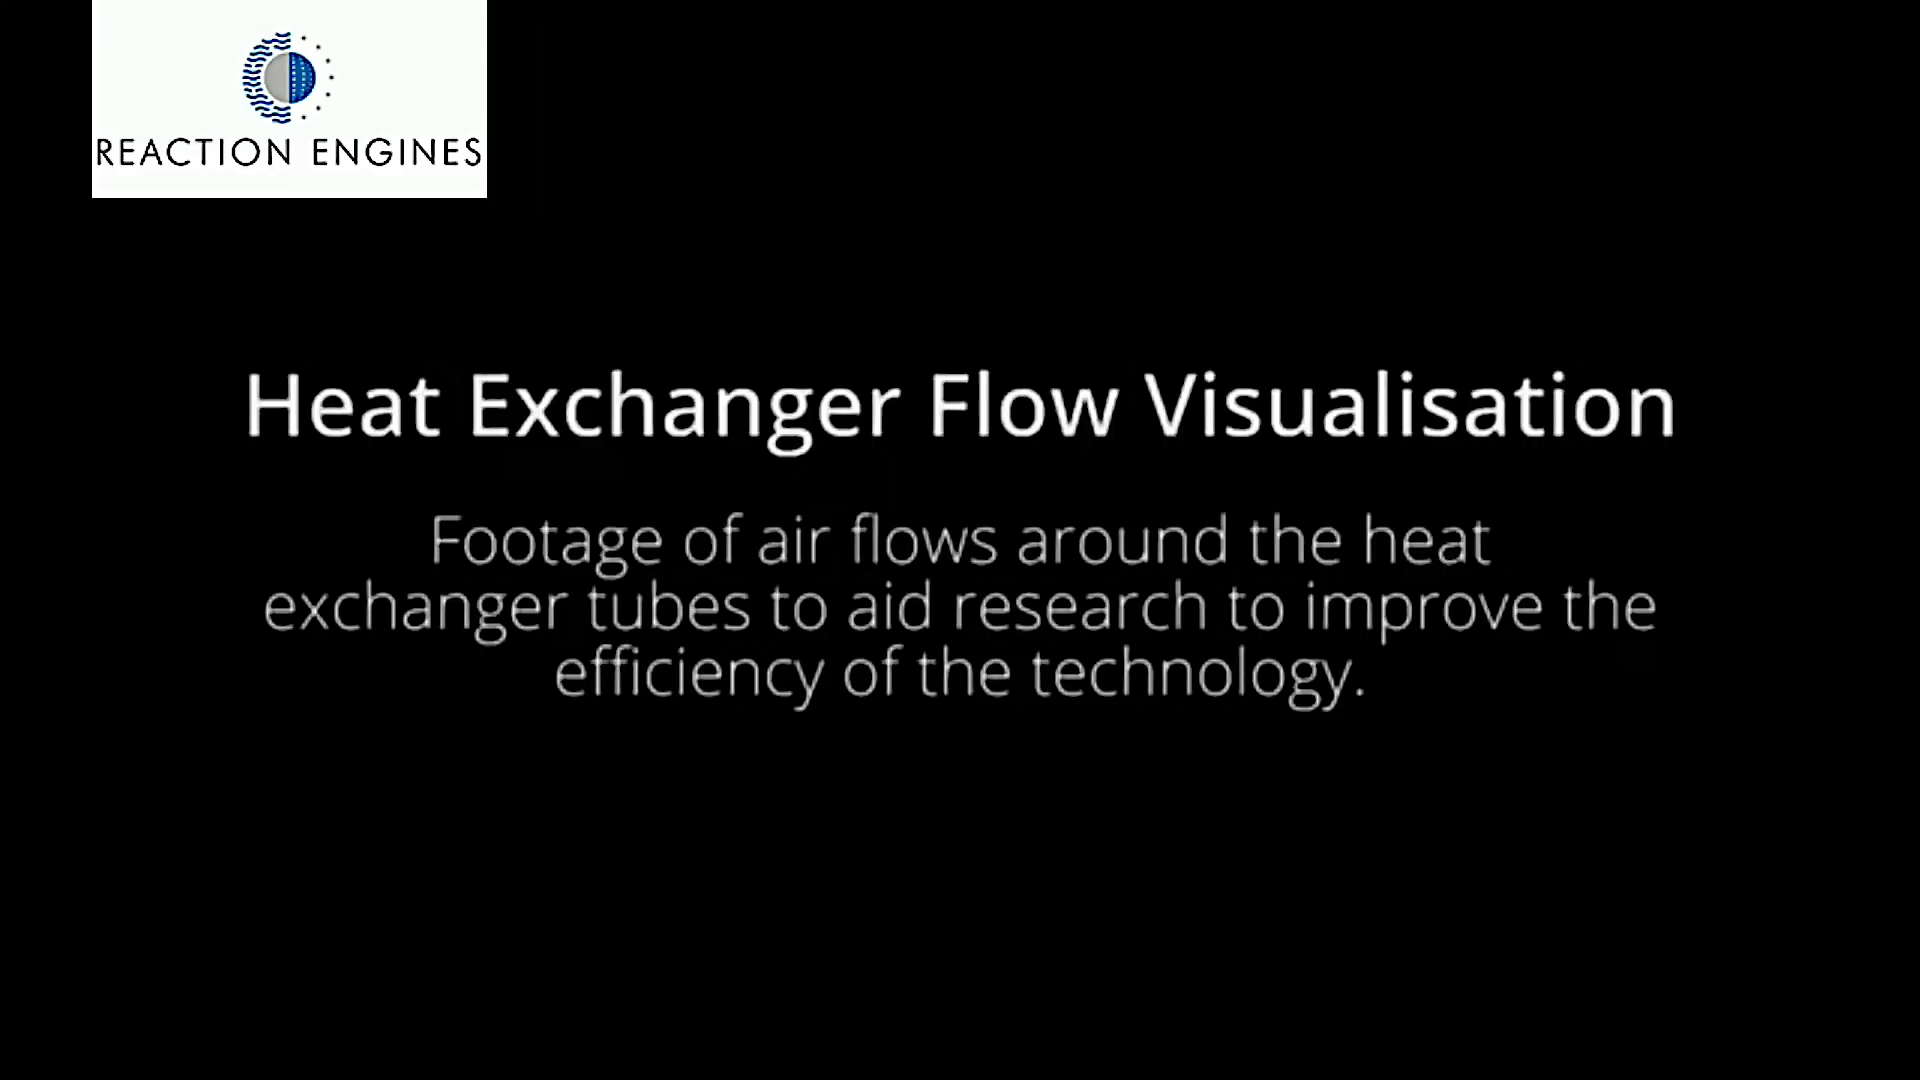 REACTION ENGINES
Heat Exchanger Flow Visualisation
Footage of air flows around the heat
exchanger tubes to aid research to improve the
efficiency of the technology.